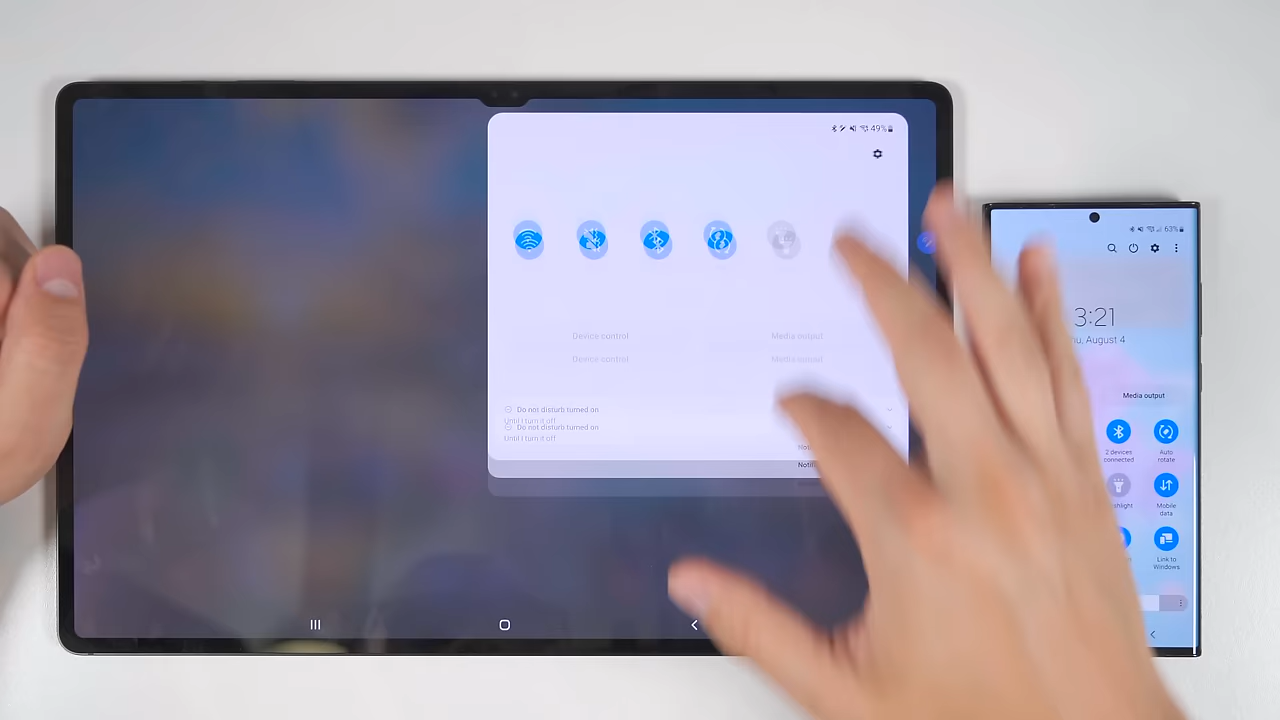 49%
Device control
Media output
Device control
Media output
Do not disturb turned on
Until I turn it off
Do not disturb turned on
Until I turn it off
63%
3:21
August 4
Media output
2 devices
connected
Auto
rotate
Mobile
data
Link to
Windows